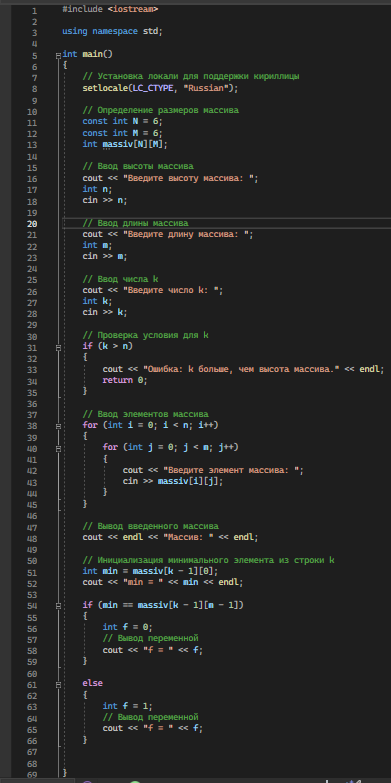 1 #include <iostream>
2
3 using namespace std;
4
5 int main()
6 {
7 // Установка локали для поддержки кириллицы
8 setlocale(LC_CTYPE, "Russian");
9
10 // Определение размеров массива
11 const int N = 6;
12 const int M = 6;
13 int massiv[N][M];
14
15 // Ввод высоты массива
16 cout << "Введите высоту массива: ";
17 int n;
18 cin >> n;
19
20 // Ввод длины массива
21 cout << "Введите длину массива: ";
22 int m;
23 cin >> m;
24
25 // Ввод числа k
26 cout << "Введите число k: ";
27 int k;
28 cin >> k;
29
30 // Проверка условия для k
31 if (k > n)
32 {
33 cout << "Ошибка: k больше, чем высота массива." << endl;
34 return 0;
35 }
36
37 // Ввод элементов массива
38 for (int i = 0; i < n; i++)
39 {
40 for (int j = 0; j < m; j++)
41 {
42 cout << "Введите элемент массива: ";
43 cin >> massiv[i][j];
44 }
45 }
46
47 // Вывод введенного массива
48 cout << endl << "Массив: " << endl;
49
50 // Инициализация минимального элемента из строки k
51 int min = massiv[k - 1][0];
52 cout << "min = " << min << endl;
53
54 if (min == massiv[k - 1][m - 1])
55 {
56 int f = 0;
57 // Вывод переменной
58 cout << "f = " << f;
59 }
60
61 else
62 {
63 int f = 1;
64 // Вывод переменной
65 cout << "f = " << f;
66 }
67
68
69 }